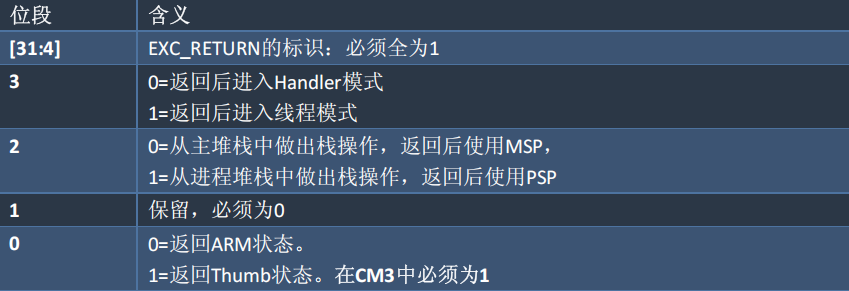 位段 含义
[31:4] EXC_RETURN的标识：必须全为1
3 0=返回后进入Handler模式
1=返回后进入线程模式
2 0=从主堆栈中做出栈操作，返回后使用MSP，
1=从进程堆栈中做出栈操作，返回后使用PSP
1 保留，必须为0
0 0=返回ARM状态。
1=返回Thumb状态。在CM3中必须为1